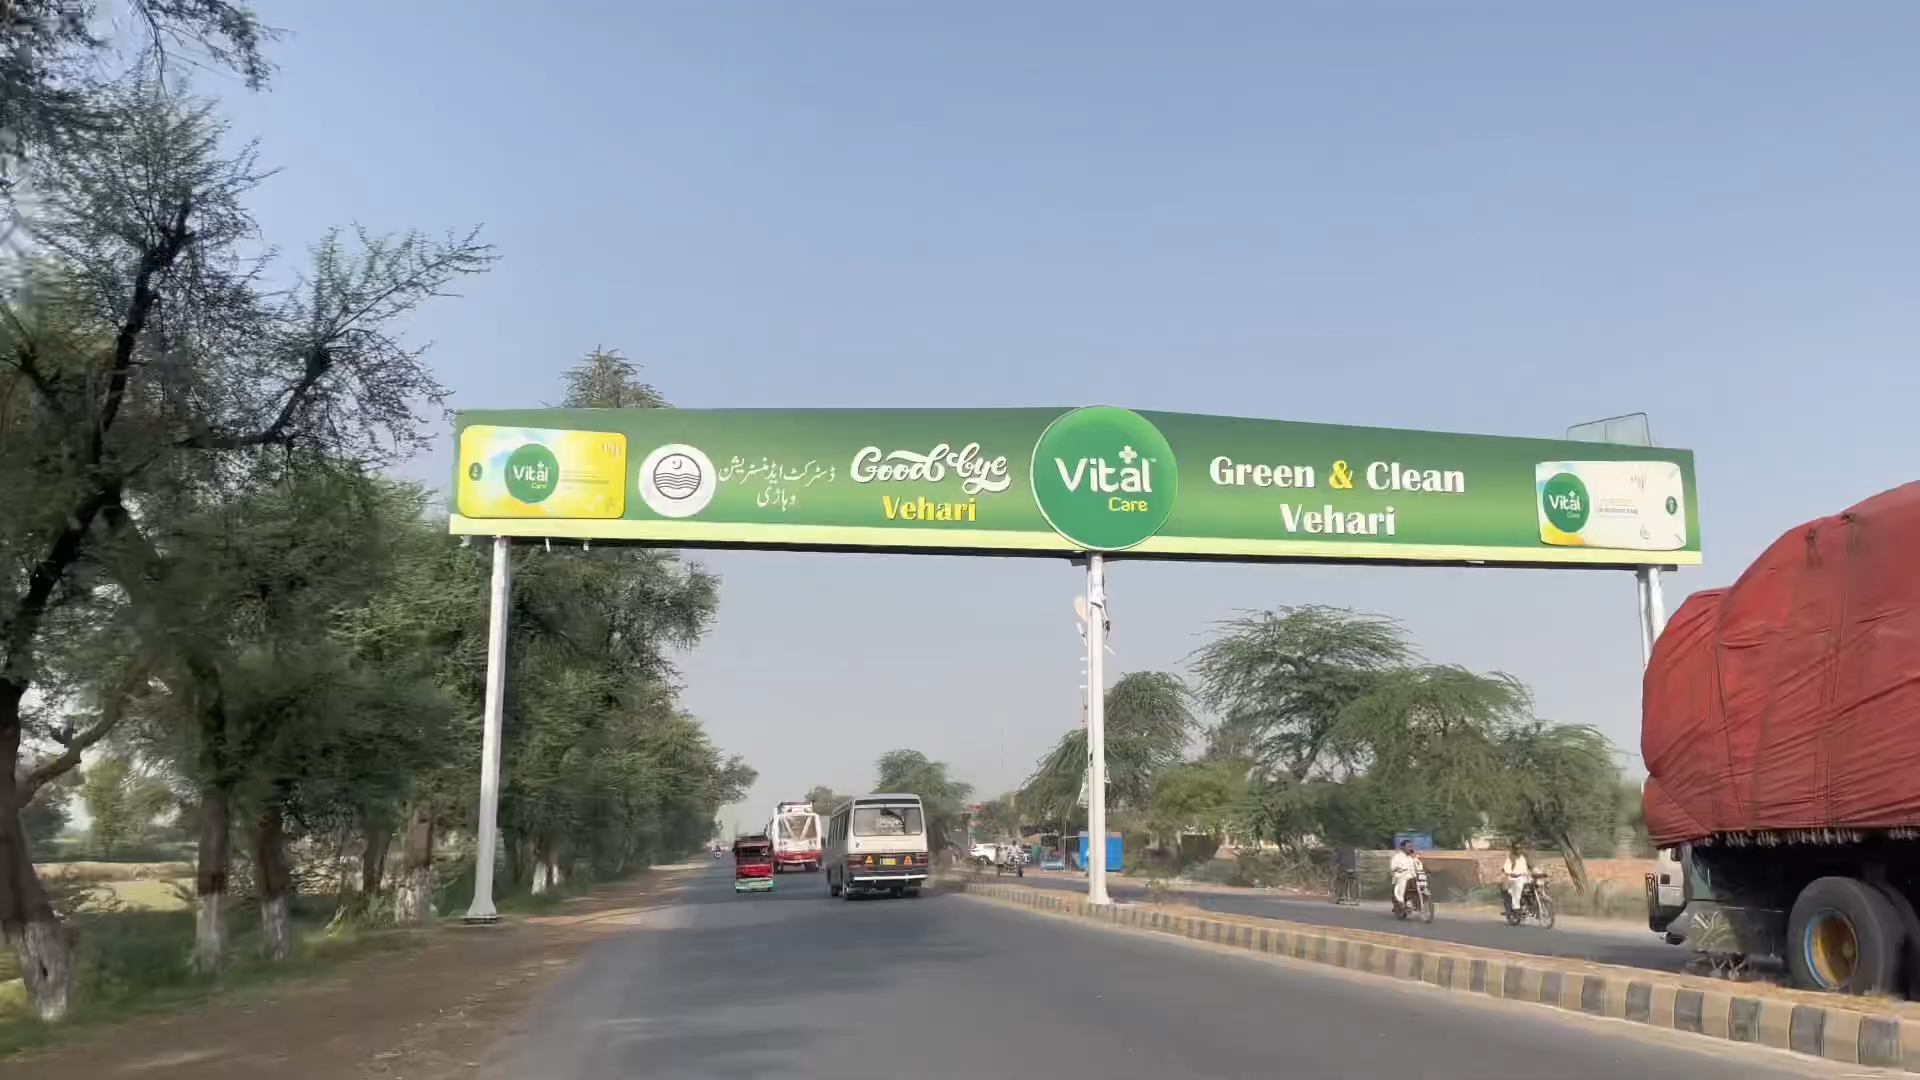 Vital
Care
ڈسٹرکٹ ایڈمنسٹریشن
وہاڑی
Good bye
Vehari
Vital
Care
Green & Clean
Vehari
Vital
Care